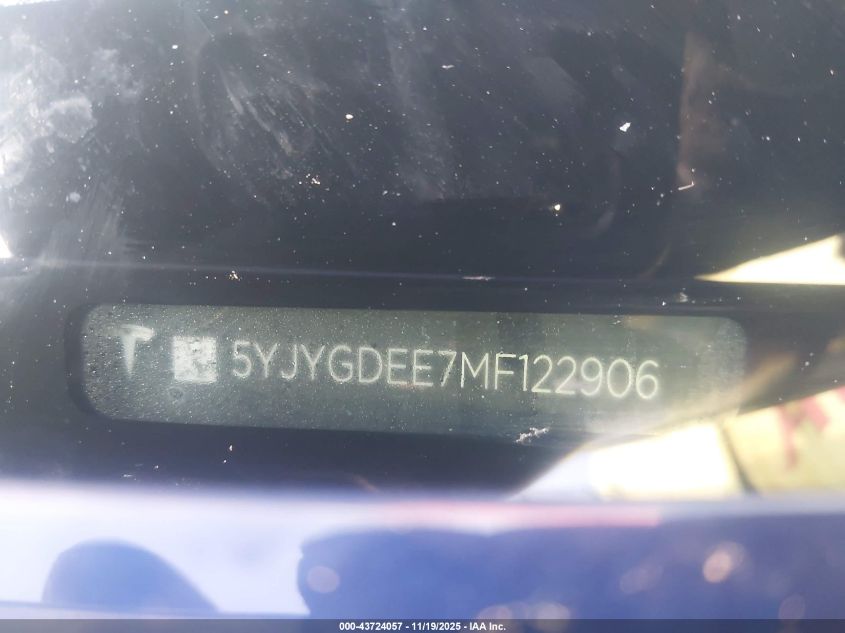 5YJYGDEE7MF122906
000-43724057 - 11/19/2025 - IAA Inc.